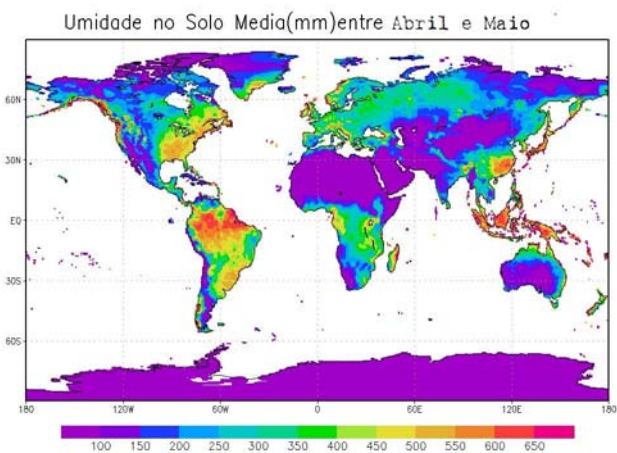 Umidade no Solo Media(mm)entre Abril e Maio
60N
30N
EQ
30S
60S
180 120W 60W 0 60E 120E 180
100 150 200 250 300 350 400 450 500 550 600 650